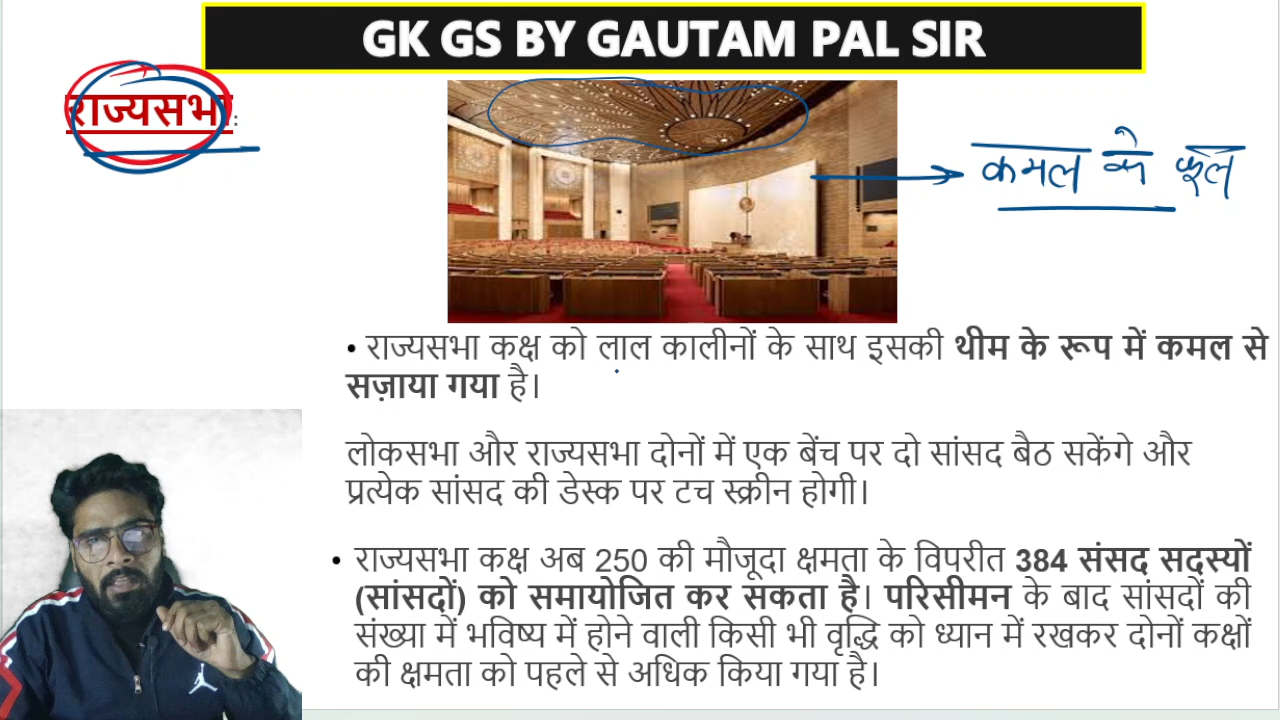 GK GS BY GAUTAM PAL SIR
राज्यसभा:
कमल के फूल
• राज्यसभा कक्ष को लाल कालीनों के साथ इसकी थीम के रूप में कमल से
सज़ाया गया है।
लोकसभा और राज्यसभा दोनों में एक बेंच पर दो सांसद बैठ सकेंगे और
प्रत्येक सांसद की डेस्क पर टच स्क्रीन होगी।
• राज्यसभा कक्ष अब 250 की मौजूदा क्षमता के विपरीत 384 संसद सदस्यों
(सांसदों) को समायोजित कर सकता है। परिसीमन के बाद सांसदों की
संख्या में भविष्य में होने वाली किसी भी वृद्धि को ध्यान में रखकर दोनों कक्षों
की क्षमता को पहले से अधिक किया गया है।